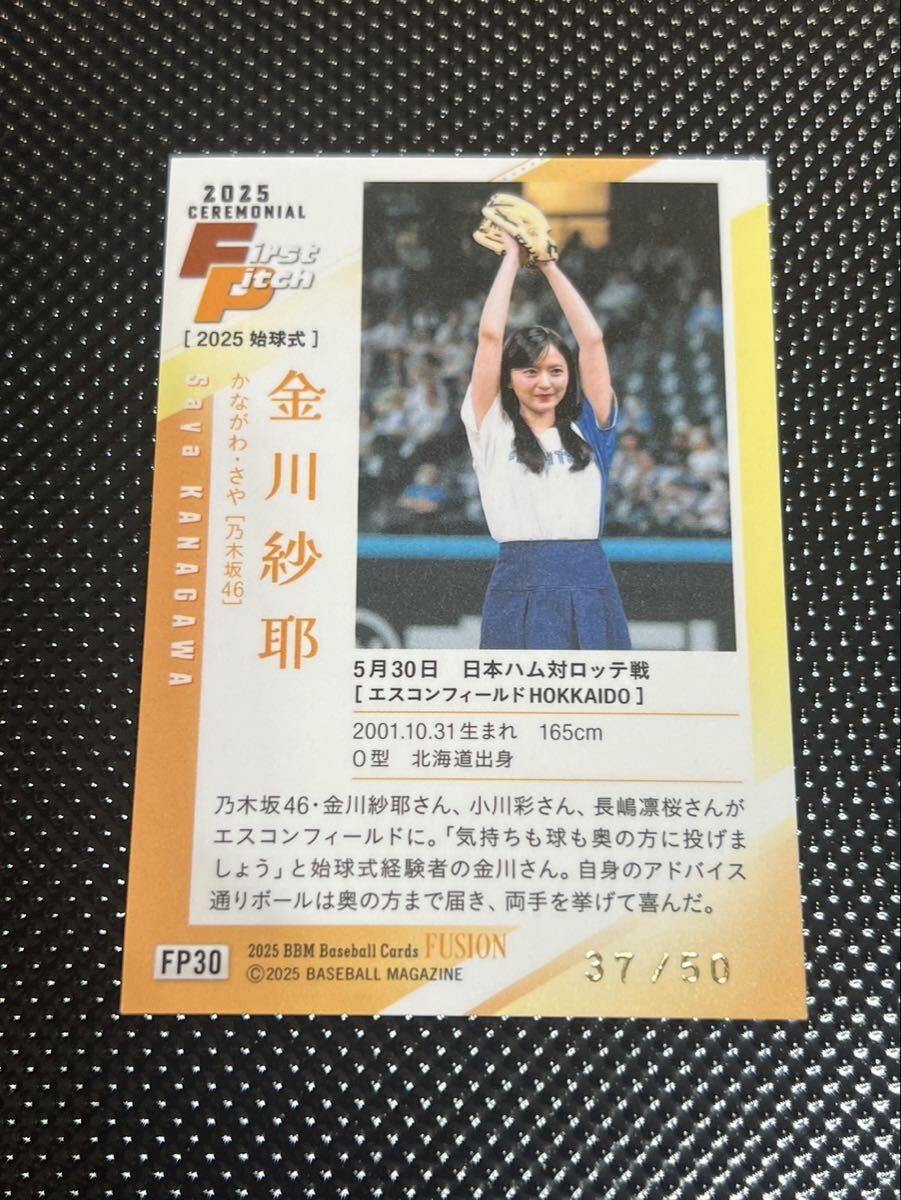 2025
CEREMONIAL
First
Pitch
[ 2025 始球式 ]
金川紗耶
かながわ・さや [乃木坂46]
Saya KANAGAWA
5月30日　日本ハム対ロッテ戦
[ エスコンフィールドHOKKAIDO ]
2001.10.31生まれ　165cm
O型　北海道出身
乃木坂46・金川紗耶さん、小川彩さん、長嶋凛桜さんが
エスコンフィールドに。「気持ちも球も奥の方に投げま
しょう」と始球式経験者の金川さん。自身のアドバイス
通りボールは奥の方まで届き、両手を挙げて喜んだ。
FP30
2025 BBM Baseball Cards FUSION
©2025 BASEBALL MAGAZINE
37/50